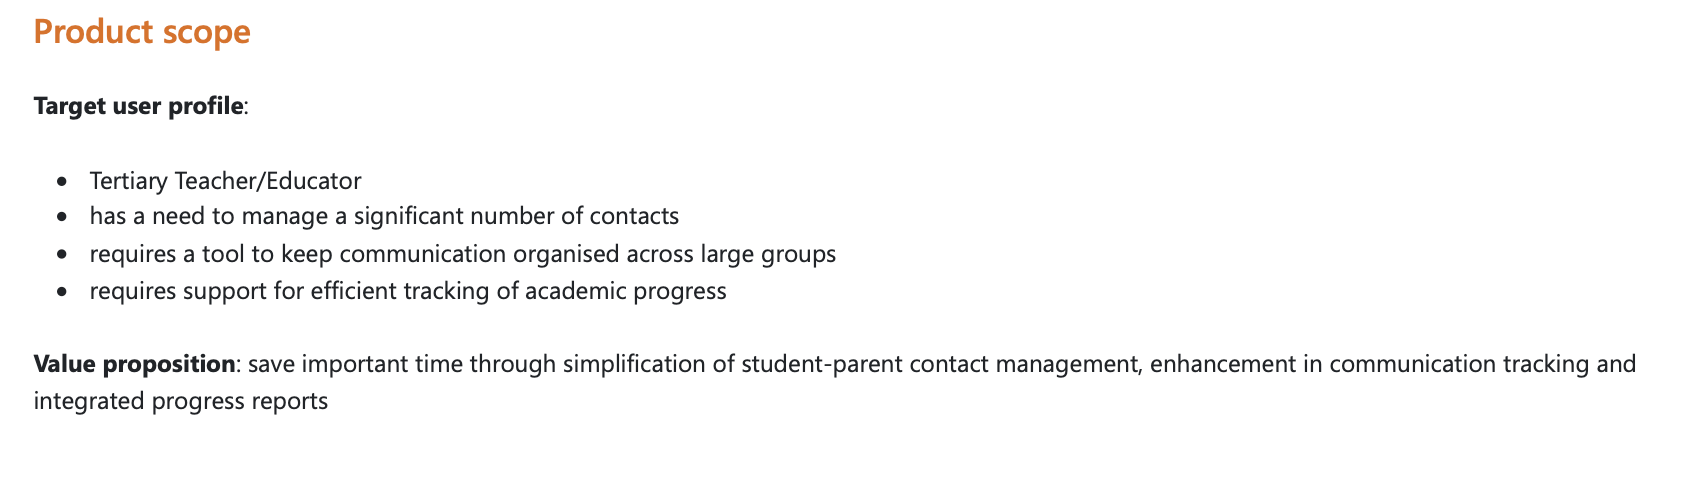 Product scope
Target user profile:
• Tertiary Teacher/Educator
• has a need to manage a significant number of contacts
• requires a tool to keep communication organised across large groups
• requires support for efficient tracking of academic progress
Value proposition: save important time through simplification of student-parent contact management, enhancement in communication tracking and
integrated progress reports